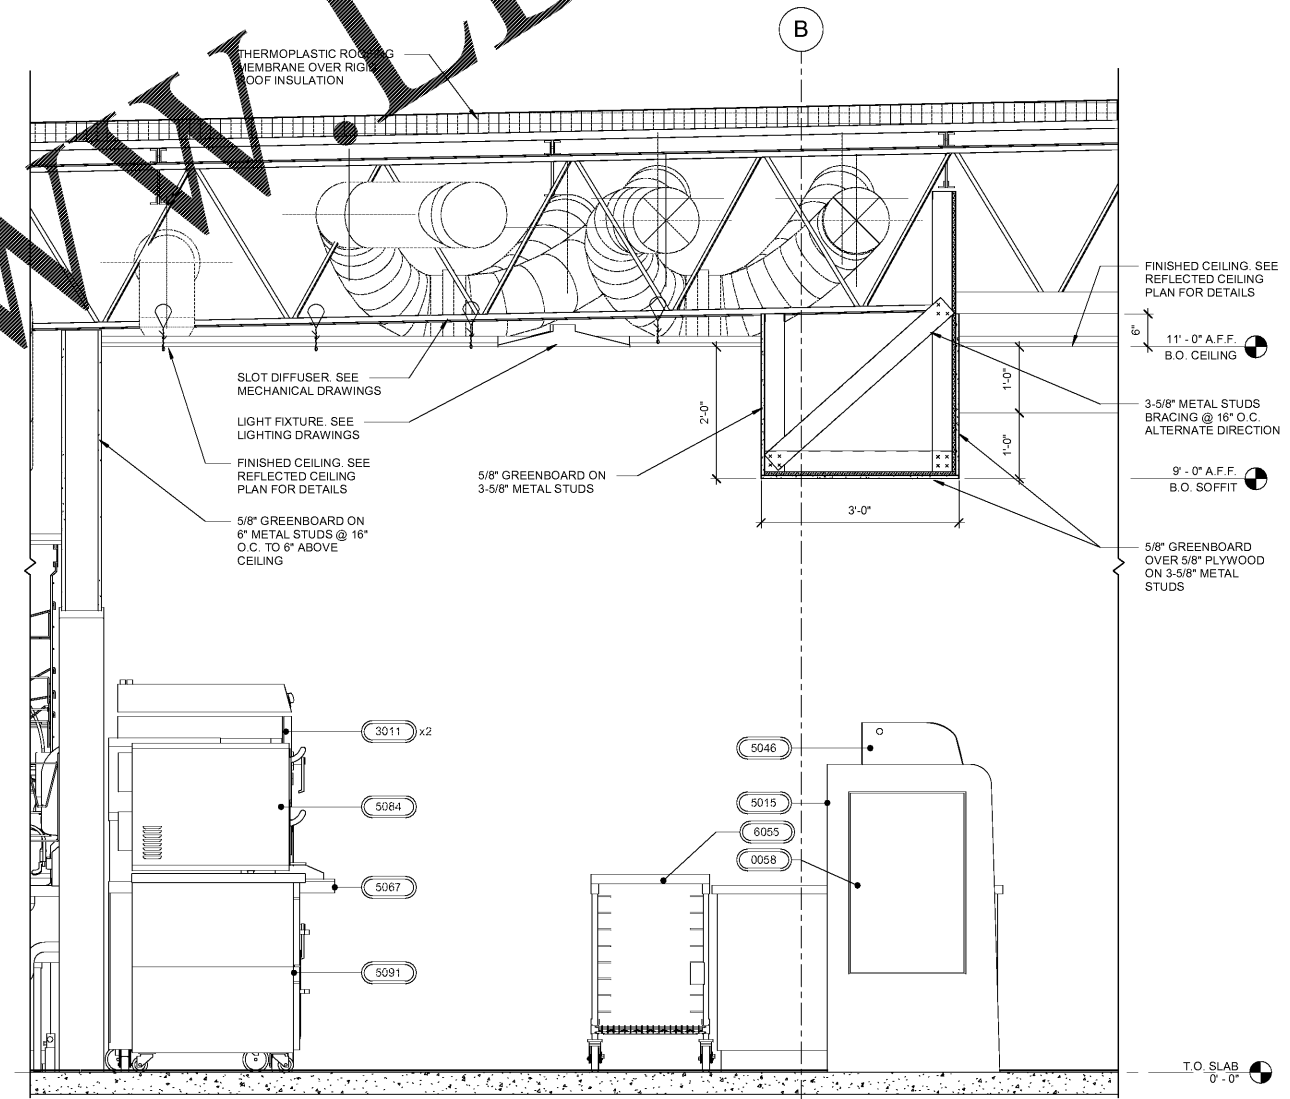 B
THERMOPLASTIC ROOFING
MEMBRANE OVER RIGID
ROOF INSULATION
WWW LE
FINISHED CEILING. SEE
REFLECTED CEILING
PLAN FOR DETAILS
6"
11' - 0" A.F.F.
B.O. CEILING
SLOT DIFFUSER. SEE
MECHANICAL DRAWINGS
1'-0"
2'-0"
3-5/8" METAL STUDS
BRACING @ 16" O.C.
ALTERNATE DIRECTION
LIGHT FIXTURE. SEE
LIGHTING DRAWINGS
1'-0"
FINISHED CEILING. SEE
REFLECTED CEILING
PLAN FOR DETAILS
5/8" GREENBOARD ON
3-5/8" METAL STUDS
9' - 0" A.F.F.
B.O. SOFFIT
3'-0"
5/8" GREENBOARD ON
6" METAL STUDS @ 16"
O.C. TO 6" ABOVE
CEILING
5/8" GREENBOARD
OVER 5/8" PLYWOOD
ON 3-5/8" METAL
STUDS
3011 x2
5046
5084
5015
6055
0058
5067
5091
T.O. SLAB
0' - 0"